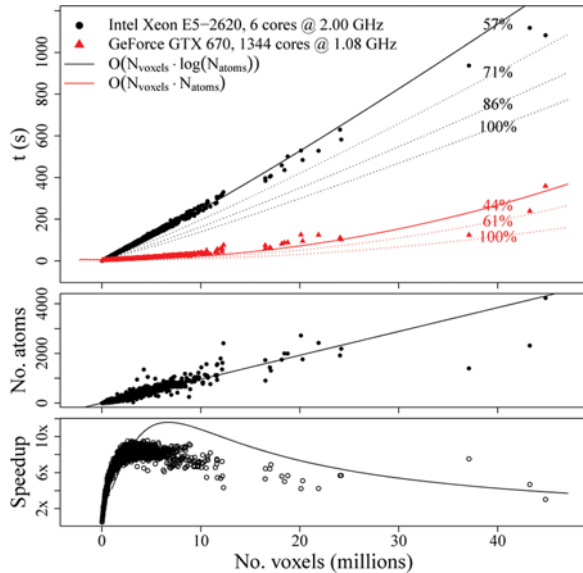 Intel Xeon E5−2620, 6 cores @ 2.00 GHz
GeForce GTX 670, 1344 cores @ 1.08 GHz
O(Nvoxels · log(Natoms))
O(Nvoxels · Natoms)
57%
71%
86%
100%
44%
61%
100%
t (s)
0 200 400 600 800 1000 1200
No. atoms
0 2000 4000
Speedup
2x 6x 10x
0 10 20 30 40
No. voxels (millions)